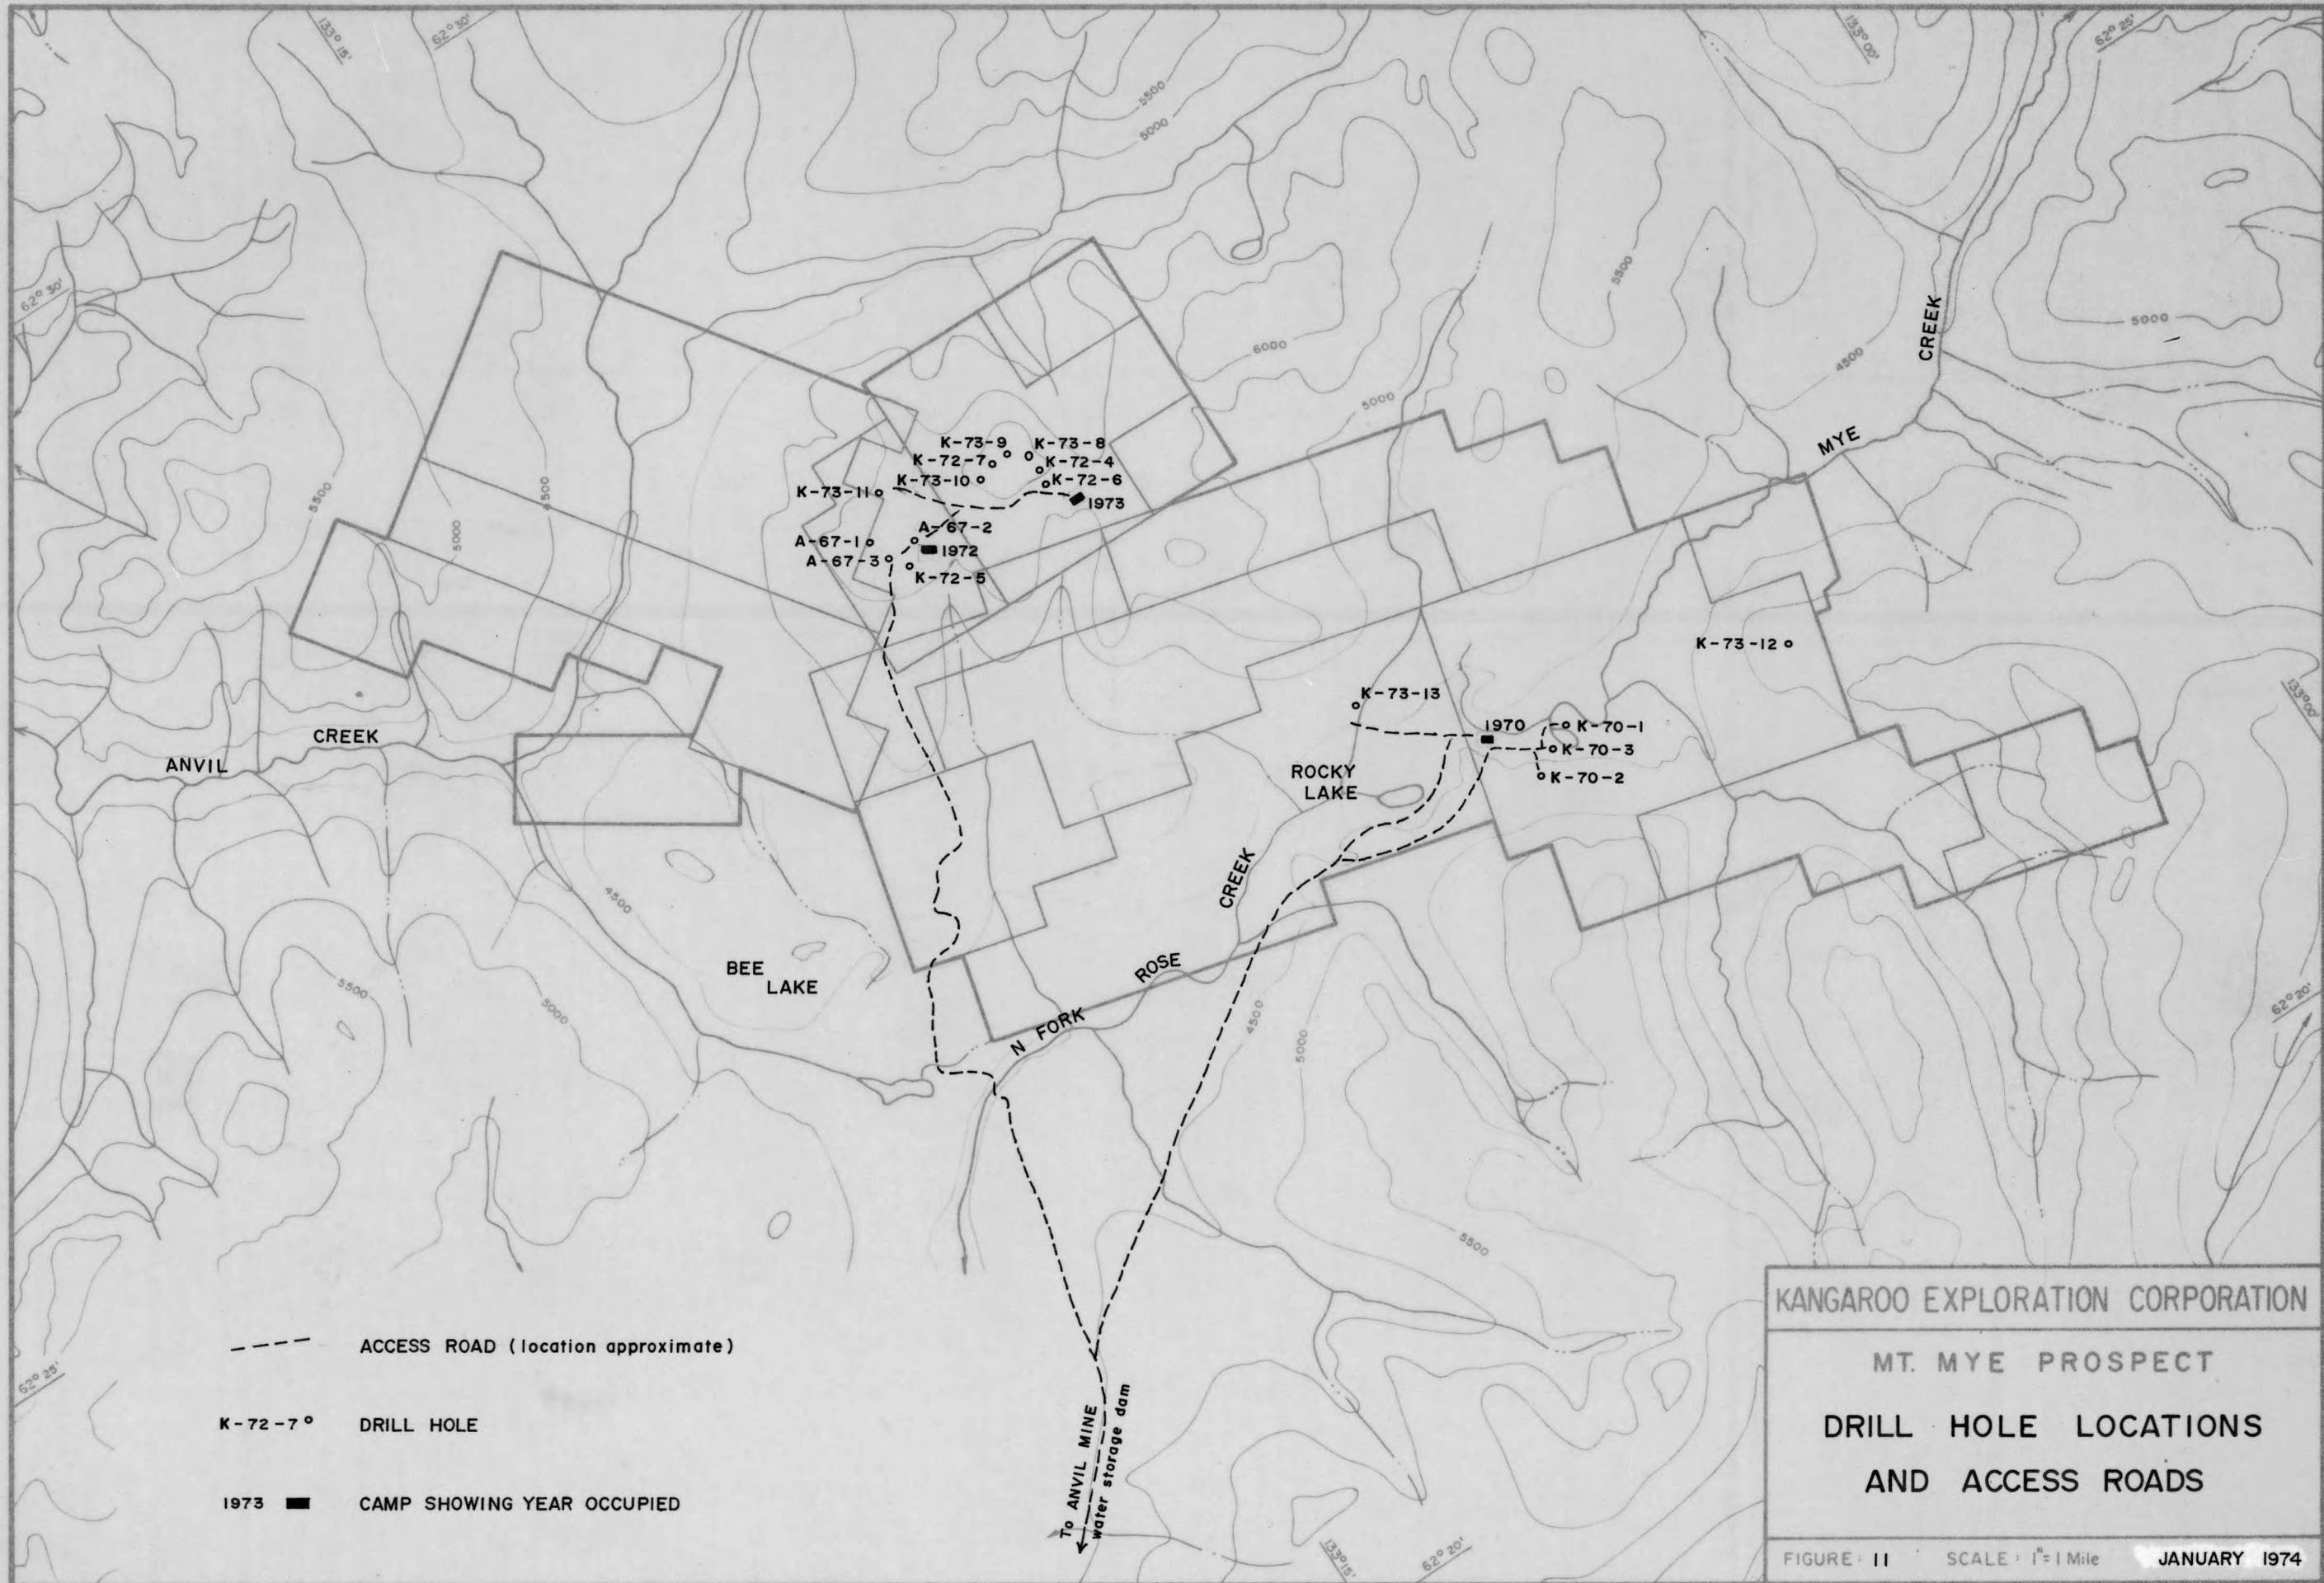 133° 15'
62° 30'
133° 00'
62° 25'
5500
5000
62° 30'
5500
CREEK
5000
6000
4500
5000
MYE
K-73-9
K-73-8
K-72-7
K-72-4
K-73-10
K-72-6
K-73-11
1973
5500
4500
5000
A-67-2
A-67-1
1972
A-67-3
K-72-5
K-73-12
K-73-13
133° 00'
1970
K-70-1
K-70-3
K-70-2
CREEK
ANVIL
ROCKY
LAKE
CREEK
4500
BEE
LAKE
ROSE
N FORK
5500
5000
4500
5000
62° 20'
5500
62° 25'
ACCESS ROAD (location approximate)
K-72-7 DRILL HOLE
1973 CAMP SHOWING YEAR OCCUPIED
To ANVIL MINE
water storage dam
133° 15'
62° 20'
KANGAROO EXPLORATION CORPORATION
MT. MYE PROSPECT
DRILL HOLE LOCATIONS
AND ACCESS ROADS
FIGURE: 11 SCALE: 1"=1 Mile JANUARY 1974